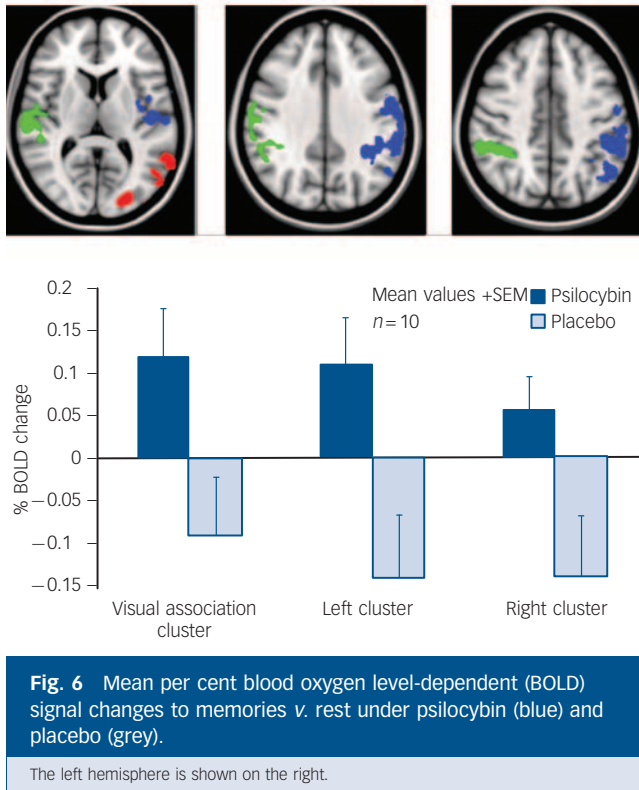 0.2
0.15
0.1
0.05
0
−0.05
−0.1
−0.15
% BOLD change
Mean values +SEM
n=10
Psilocybin
Placebo
Visual association
cluster
Left cluster
Right cluster
Fig. 6 Mean per cent blood oxygen level-dependent (BOLD)
signal changes to memories v. rest under psilocybin (blue) and
placebo (grey).
The left hemisphere is shown on the right.